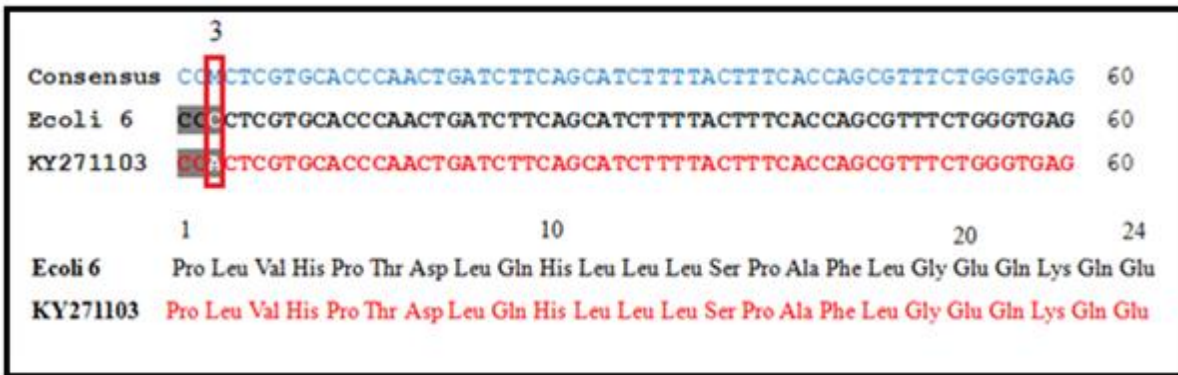 3
Consensus CCMCTCGTGCACCCAACTGATCTTCAGCATCTTTTACTTTCACCAGCGTTTCTGGGTGAG 60
Ecoli 6 CCCCTCGTGCACCCAACTGATCTTCAGCATCTTTTACTTTCACCAGCGTTTCTGGGTGAG 60
KY271103 CCACTCGTGCACCCAACTGATCTTCAGCATCTTTTACTTTCACCAGCGTTTCTGGGTGAG 60
1 10 20 24
Ecoli 6 Pro Leu Val His Pro Thr Asp Leu Gln His Leu Leu Leu Ser Pro Ala Phe Leu Gly Glu Gln Lys Gln Glu
KY271103 Pro Leu Val His Pro Thr Asp Leu Gln His Leu Leu Leu Ser Pro Ala Phe Leu Gly Glu Gln Lys Gln Glu